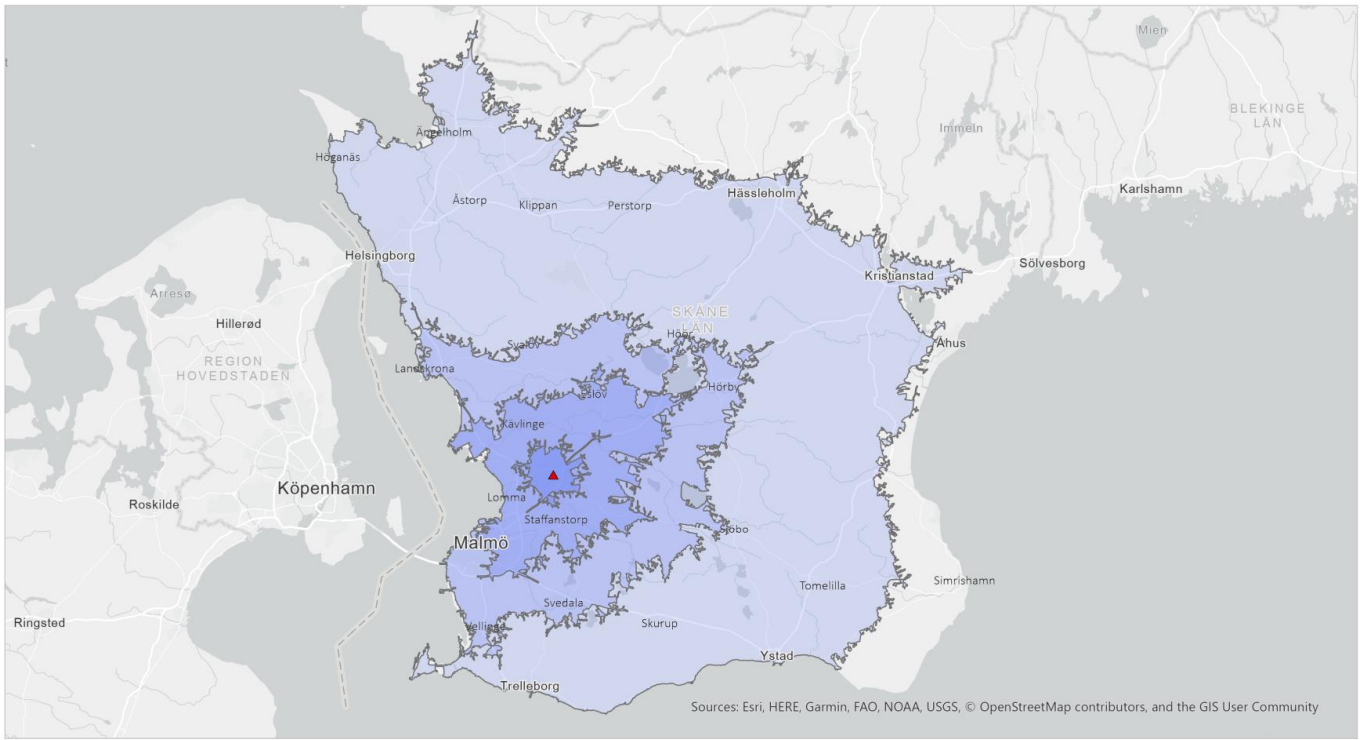 Mien
BLEKINGE
LÄN
Immeln
Ängelholm
Höganäs
Karlshamn
Hässleholm
Åstorp
Klippan
Perstorp
Helsingborg
Sölvesborg
Kristianstad
Arresø
SKÅNE
LÄN
Hillerød
Höör
Svalöv
Åhus
REGION
HOVEDSTADEN
Landskrona
Hörby
Eslöv
Kävlinge
Köpenhamn
Lomma
Roskilde
Staffanstorp
Sjöbo
Malmö
Tomelilla
Simrishamn
Svedala
Ringsted
Vellinge
Skurup
Ystad
Trelleborg
Sources: Esri, HERE, Garmin, FAO, NOAA, USGS, © OpenStreetMap contributors, and the GIS User Community